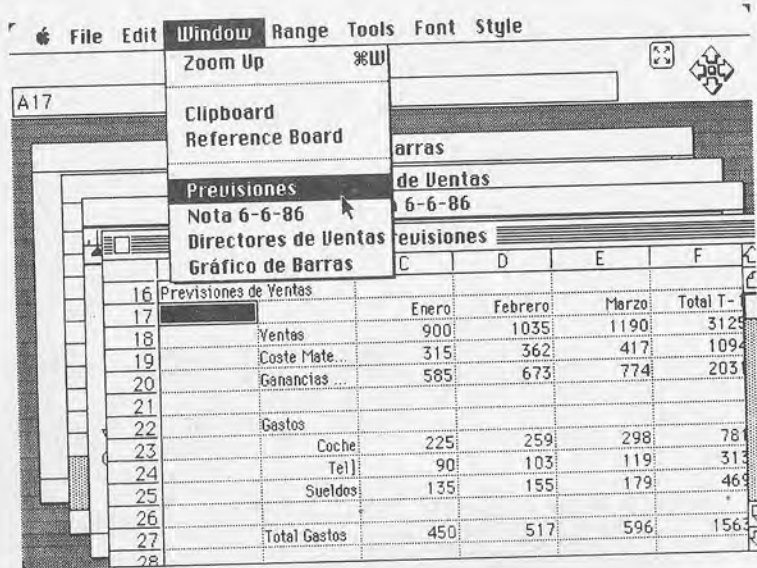 File Edit Window Range Tools Font Style
Zoom Up ⌘W
A17
Clipboard
Reference Board
Previsiones
Nota 6-6-86
Directores de Ventas
Gráfico de Barras
arras
de Ventas
6-6-86
evisiones
C D E F
16 Previsiones de Ventas
17 Enero Febrero Marzo Total T-
18 Ventas 900 1035 1190 3125
19 Coste Mate... 315 362 417 1094
20 Ganancias ... 585 673 774 2031
21
22 Gastos
23 Coche 225 259 298 781
24 Tel] 90 103 119 313
25 Sueldos 135 155 179 469
26
27 Total Gastos 450 517 596 1563
28